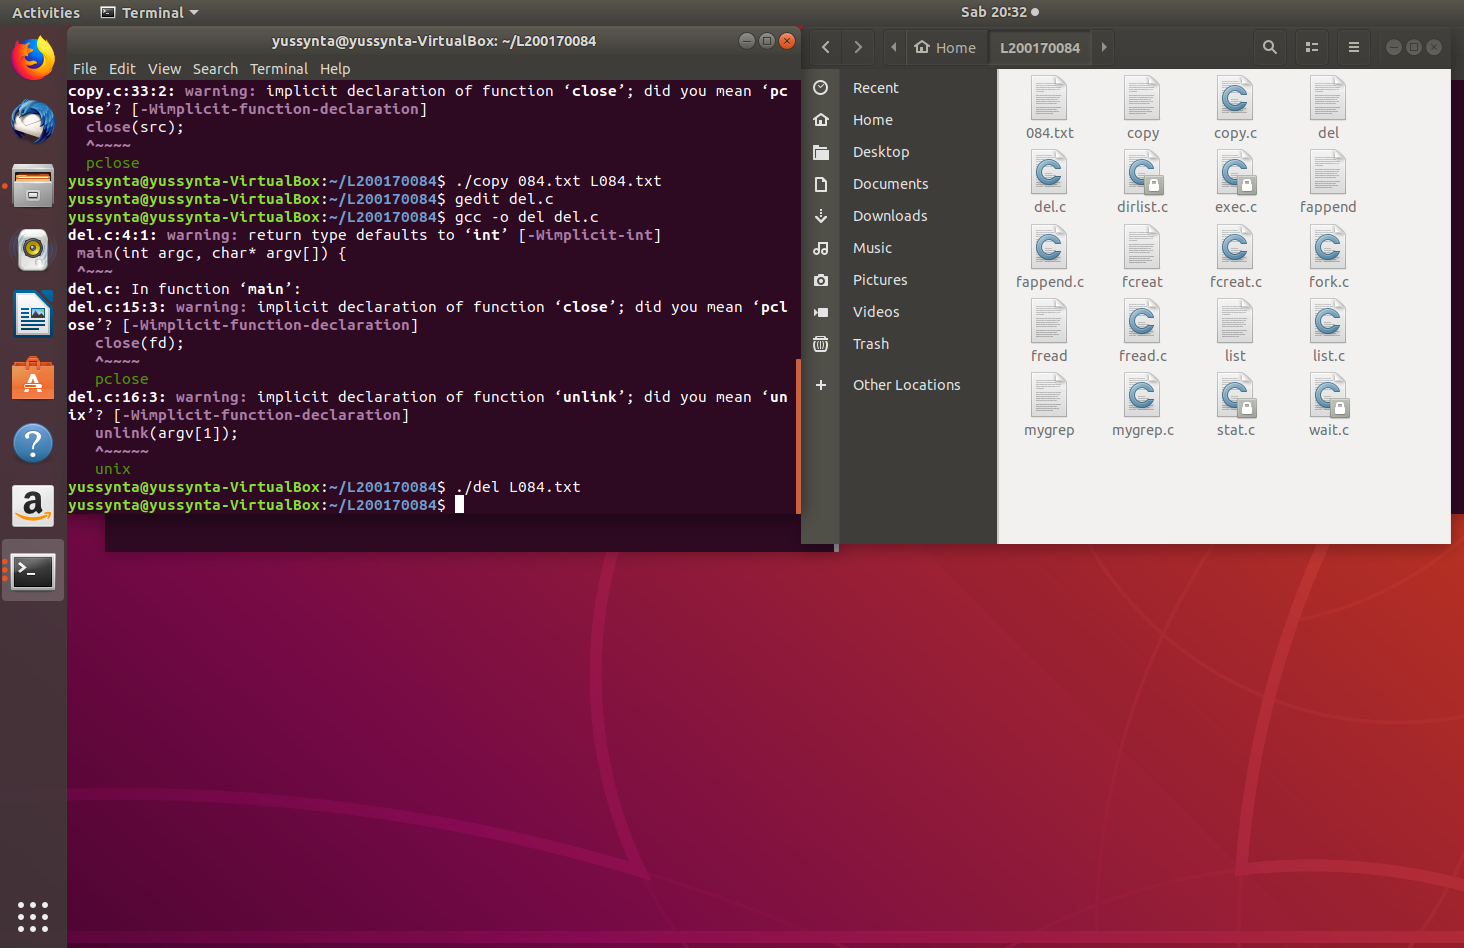 Activities
Terminal
Sab 20:32
yussynta@yussynta-VirtualBox: ~/L200170084
File Edit View Search Terminal Help
copy.c:33:2: warning: implicit declaration of function ‘close’; did you mean ‘pc
lose’? [-Wimplicit-function-declaration]
close(src);
^~~~~
pclose
yussynta@yussynta-VirtualBox:~/L200170084$ ./copy 084.txt L084.txt
yussynta@yussynta-VirtualBox:~/L200170084$ gedit del.c
yussynta@yussynta-VirtualBox:~/L200170084$ gcc -o del del.c
del.c:4:1: warning: return type defaults to ‘int’ [-Wimplicit-int]
main(int argc, char* argv[]) {
^~~~
del.c: In function ‘main’:
del.c:15:3: warning: implicit declaration of function ‘close’; did you mean ‘pcl
ose’? [-Wimplicit-function-declaration]
close(fd);
^~~~~
pclose
del.c:16:3: warning: implicit declaration of function ‘unlink’; did you mean ‘un
ix’? [-Wimplicit-function-declaration]
unlink(argv[1]);
^~~~~~
unix
yussynta@yussynta-VirtualBox:~/L200170084$ ./del L084.txt
yussynta@yussynta-VirtualBox:~/L200170084$
Home
L200170084
Recent
Home
Desktop
Documents
Downloads
Music
Pictures
Videos
Trash
Other Locations
084.txt copy copy.c del
del.c dirlist.c exec.c fappend
fappend.c fcreat fcreat.c fork.c
fread fread.c list list.c
mygrep mygrep.c stat.c wait.c